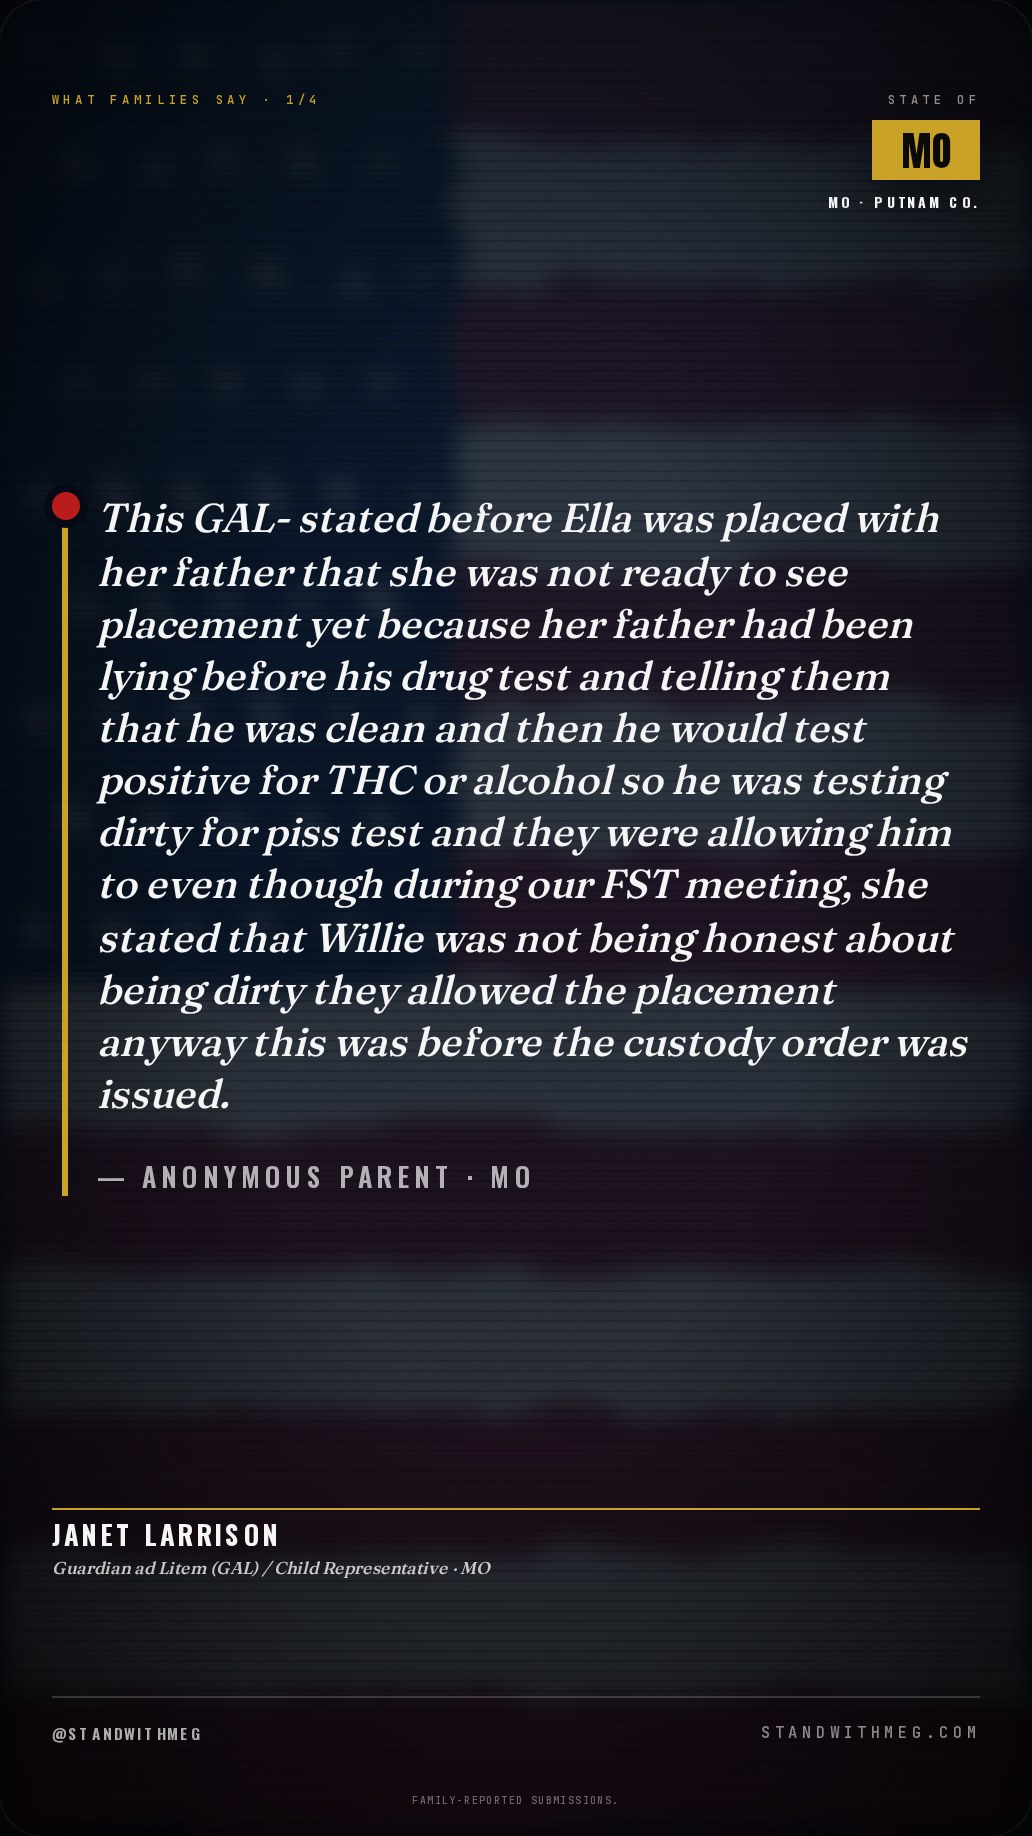 WHAT FAMILIES SAY · 1/4
STATE OF
MO
MO · PUTNAM CO.
This GAL- stated before Ella was placed with
her father that she was not ready to see
placement yet because her father had been
lying before his drug test and telling them
that he was clean and then he would test
positive for THC or alcohol so he was testing
dirty for piss test and they were allowing him
to even though during our FST meeting, she
stated that Willie was not being honest about
being dirty they allowed the placement
anyway this was before the custody order was
issued.
— ANONYMOUS PARENT · MO
JANET LARRISON
Guardian ad Litem (GAL) / Child Representative · MO
@STANDWITHMEG
STANDWITHMEG.COM
FAMILY-REPORTED SUBMISSIONS.